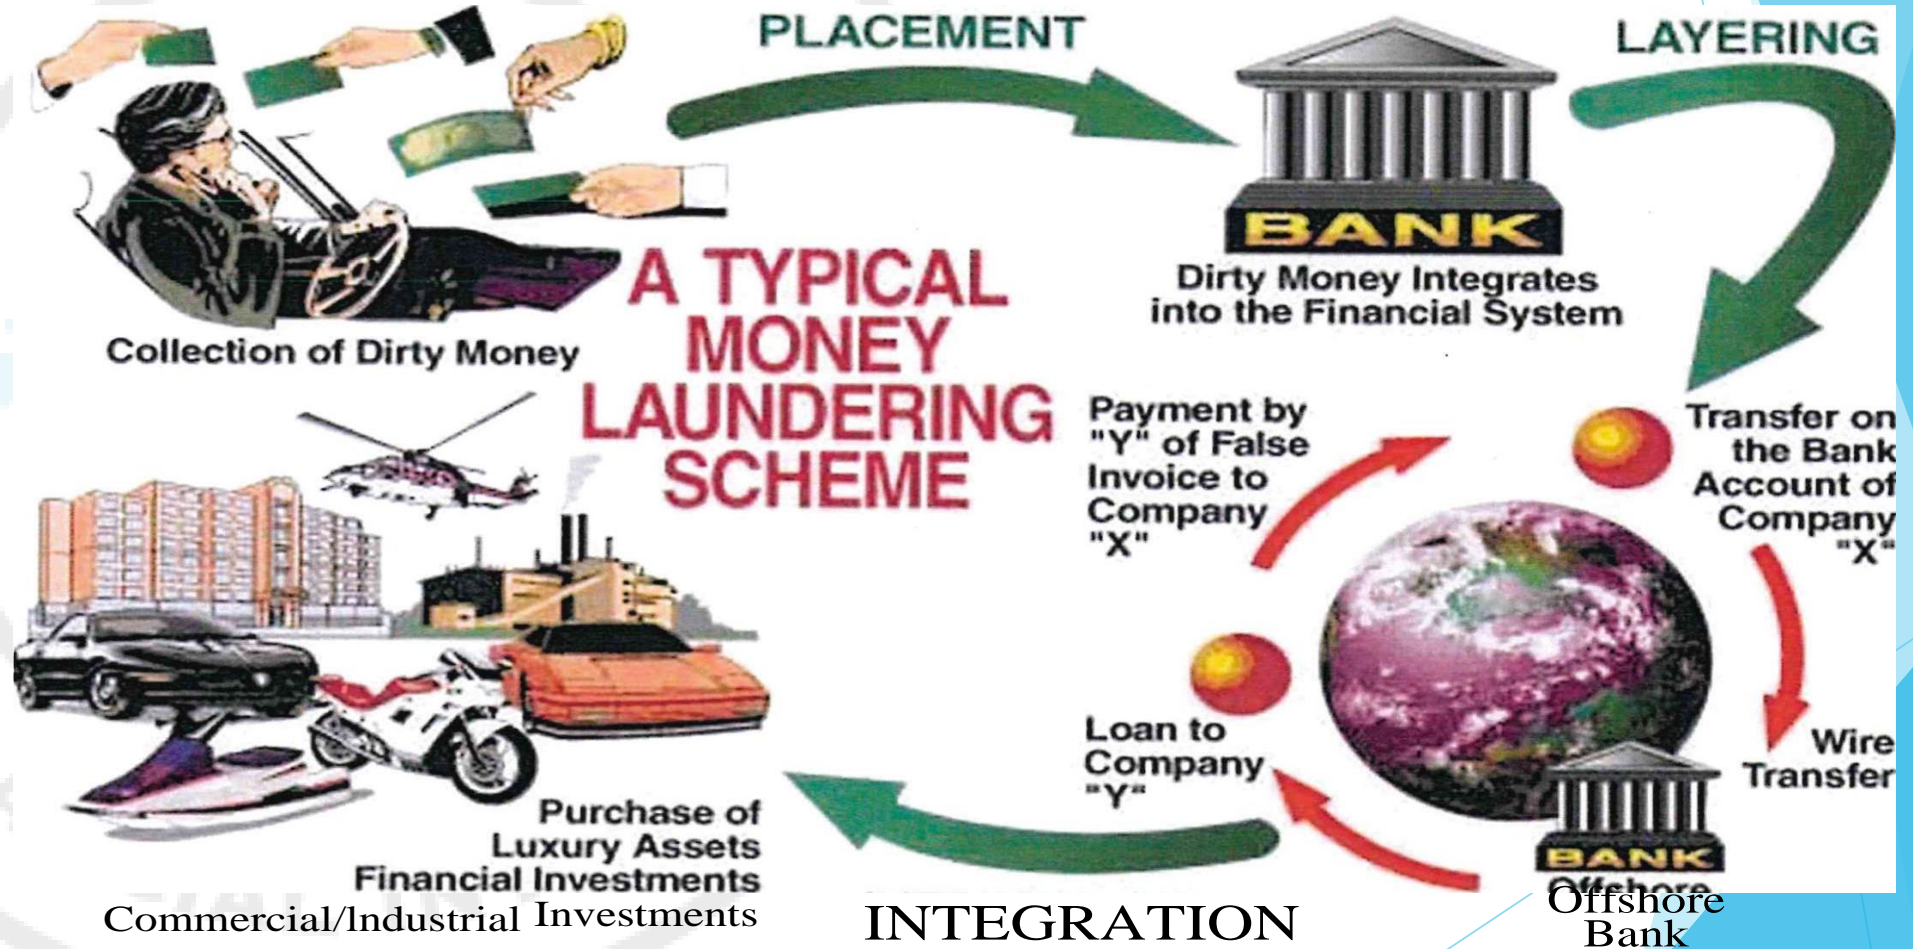 PLACEMENT
LAYERING
BANK
Dirty Money Integrates
into the Financial System
Collection of Dirty Money
A TYPICAL
MONEY
LAUNDERING
SCHEME
Payment by
"Y" of False
Invoice to
Company
"X"
Transfer on
the Bank
Account of
Company
"X"
Wire
Transfer
Loan to
Company
"Y"
BANK
Offshore
Offshore
Bank
Purchase of
Luxury Assets
Financial Investments
Commercial/Industrial Investments
INTEGRATION